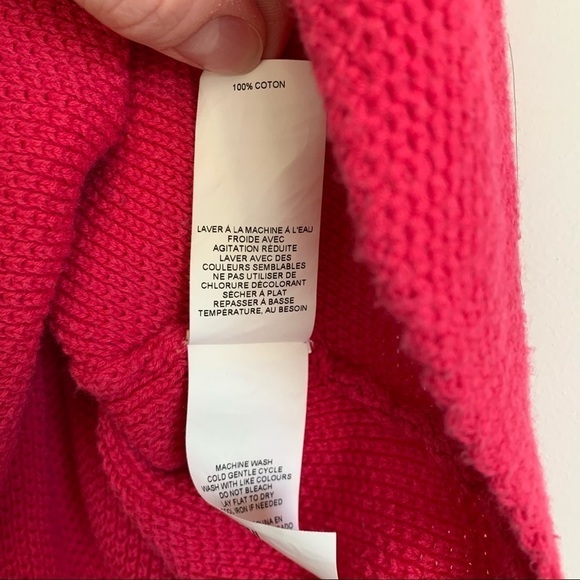 100% COTON
LAVER À LA MACHINE À L'EAU
FROIDE AVEC
AGITATION RÉDUITE
LAVER AVEC DES
COULEURS SEMBLABLES
NE PAS UTILISER DE
CHLORURE DÉCOLORANT
SÉCHER À PLAT
REPASSER À BASSE
TEMPÉRATURE, AU BESOIN
MACHINE WASH
COLD GENTLE CYCLE
WASH WITH LIKE COLOURS
DO NOT BLEACH
LAY FLAT TO DRY
IRON IF NEEDED
EN